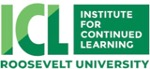 ICL
INSTITUTE
FOR
CONTINUED
LEARNING
ROOSEVELT UNIVERSITY